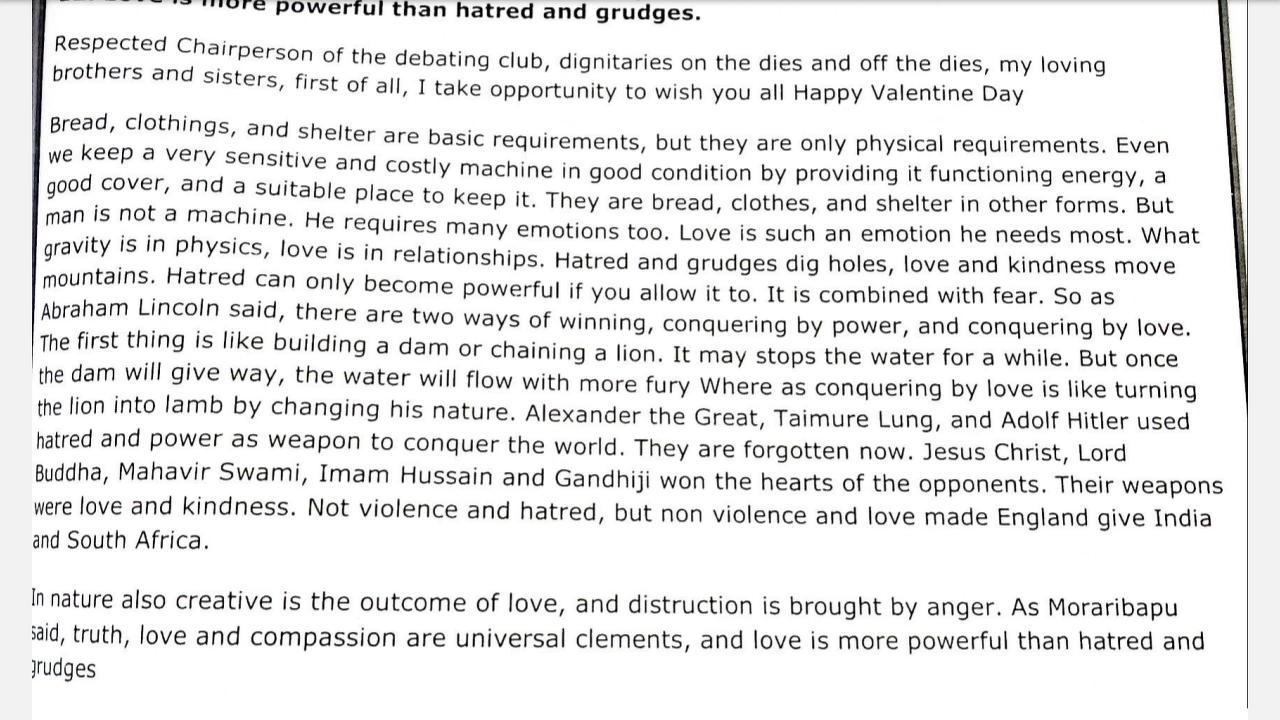 more powerful than hatred and grudges.
Respected Chairperson of the debating club, dignitaries on the dies and off the dies, my loving
brothers and sisters, first of all, I take opportunity to wish you all Happy Valentine Day
Bread, clothings, and shelter are basic requirements, but they are only physical requirements. Even
we keep a very sensitive and costly machine in good condition by providing it functioning energy, a
good cover, and a suitable place to keep it. They are bread, clothes, and shelter in other forms. But
man is not a machine. He requires many emotions too. Love is such an emotion he needs most. What
gravity is in physics, love is in relationships. Hatred and grudges dig holes, love and kindness move
mountains. Hatred can only become powerful if you allow it to. It is combined with fear. So as
Abraham Lincoln said, there are two ways of winning, conquering by power, and conquering by love.
The first thing is like building a dam or chaining a lion. It may stops the water for a while. But once
the dam will give way, the water will flow with more fury Where as conquering by love is like turning
the lion into lamb by changing his nature. Alexander the Great, Taimure Lung, and Adolf Hitler used
hatred and power as weapon to conquer the world. They are forgotten now. Jesus Christ, Lord
Buddha, Mahavir Swami, Imam Hussain and Gandhiji won the hearts of the opponents. Their weapons
were love and kindness. Not violence and hatred, but non violence and love made England give India
and South Africa.
In nature also creative is the outcome of love, and distruction is brought by anger. As Moraribapu
said, truth, love and compassion are universal clements, and love is more powerful than hatred and
grudges